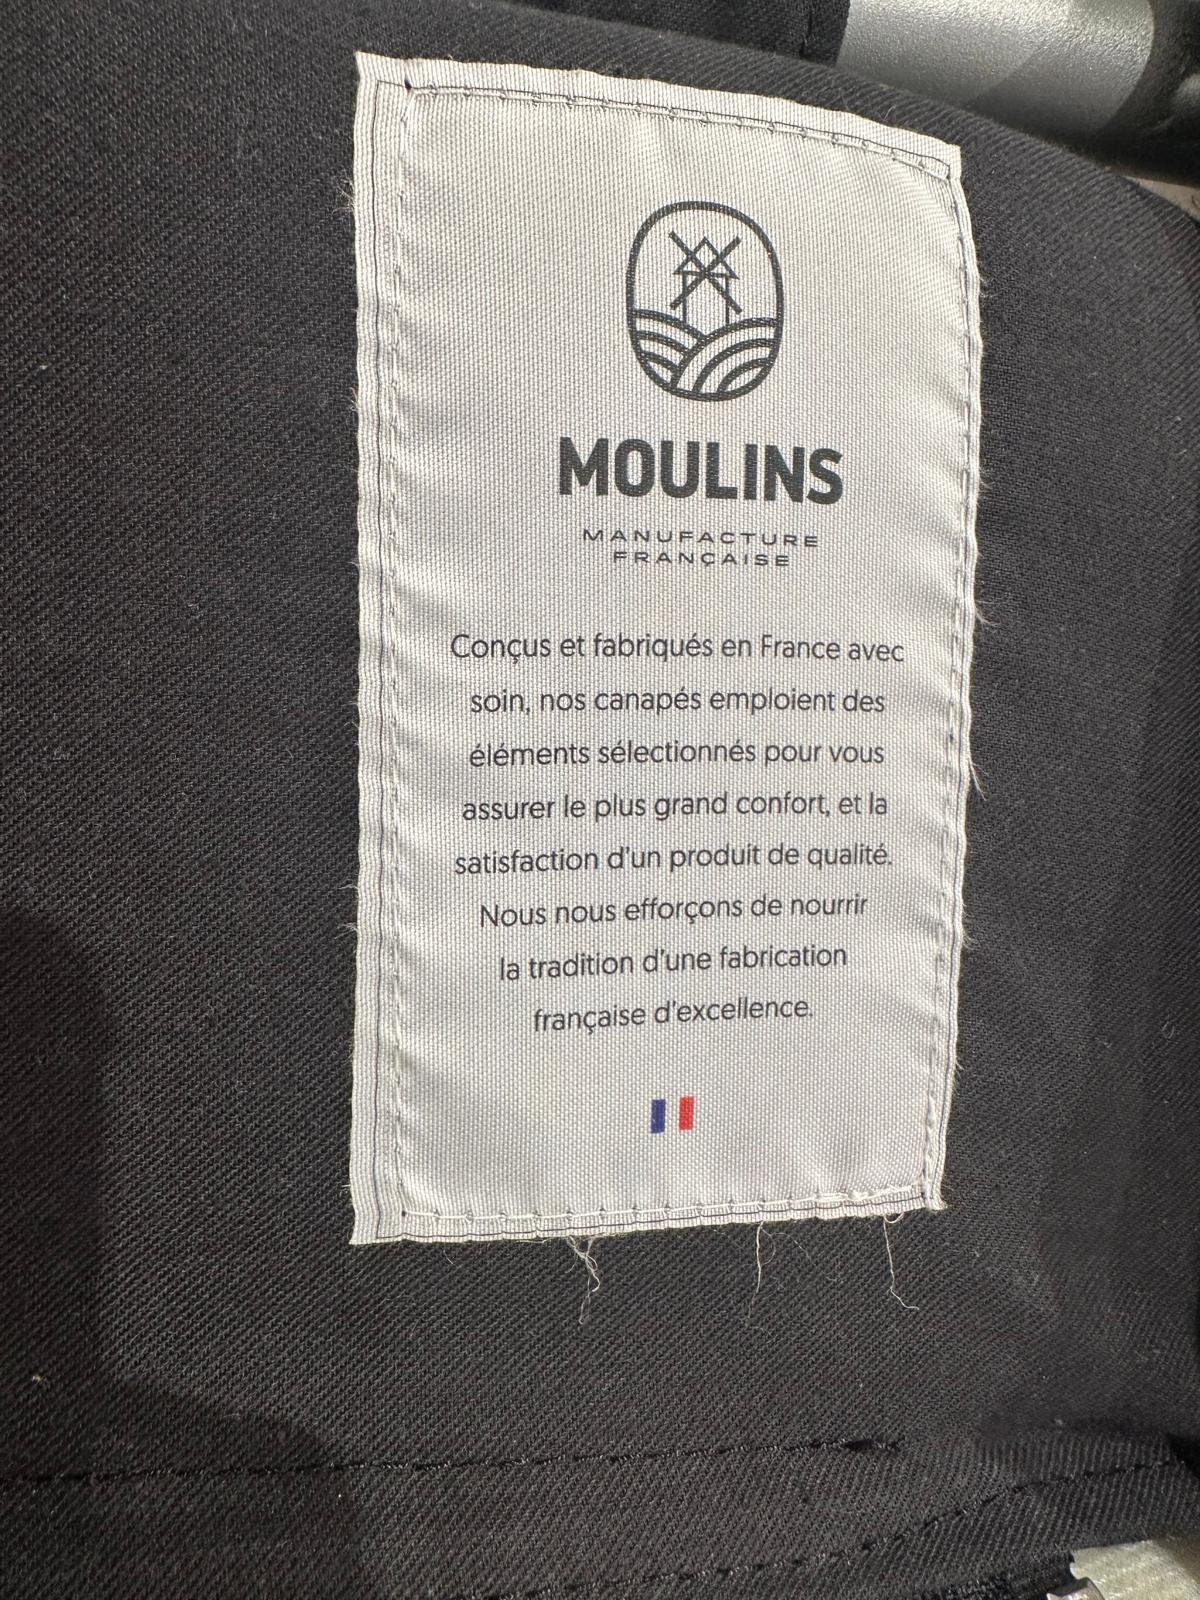 MOULINS
MANUFACTURE
FRANÇAISE
Conçus et fabriqués en France avec
soin, nos canapés emploient des
éléments sélectionnés pour vous
assurer le plus grand confort, et la
satisfaction d'un produit de qualité.
Nous nous efforçons de nourrir
la tradition d'une fabrication
française d'excellence.